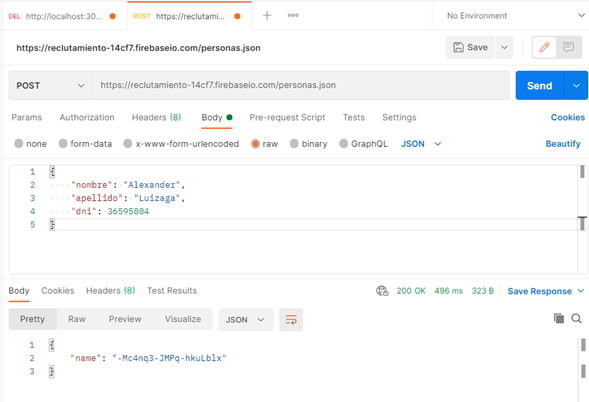 DEL http://localhost:30...
POST https://reclutami...
+
No Environment
https://reclutamiento-14cf7.firebaseio.com/personas.json
Save
POST
https://reclutamiento-14cf7.firebaseio.com/personas.json
Send
Params Authorization Headers (8) Body Pre-request Script Tests Settings Cookies
none form-data x-www-form-urlencoded raw binary GraphQL JSON Beautify
1 {
2 ····"nombre":·"Alexander",
3 ····"apellido":·"Luizaga",
4 ····"dni":·36595804
5 }
Body Cookies Headers (8) Test Results 200 OK 496 ms 323 B Save Response
Pretty Raw Preview Visualize JSON
1 {
2 "name": "-Mc4nq3-JMPq-hkuLblx"
3 }